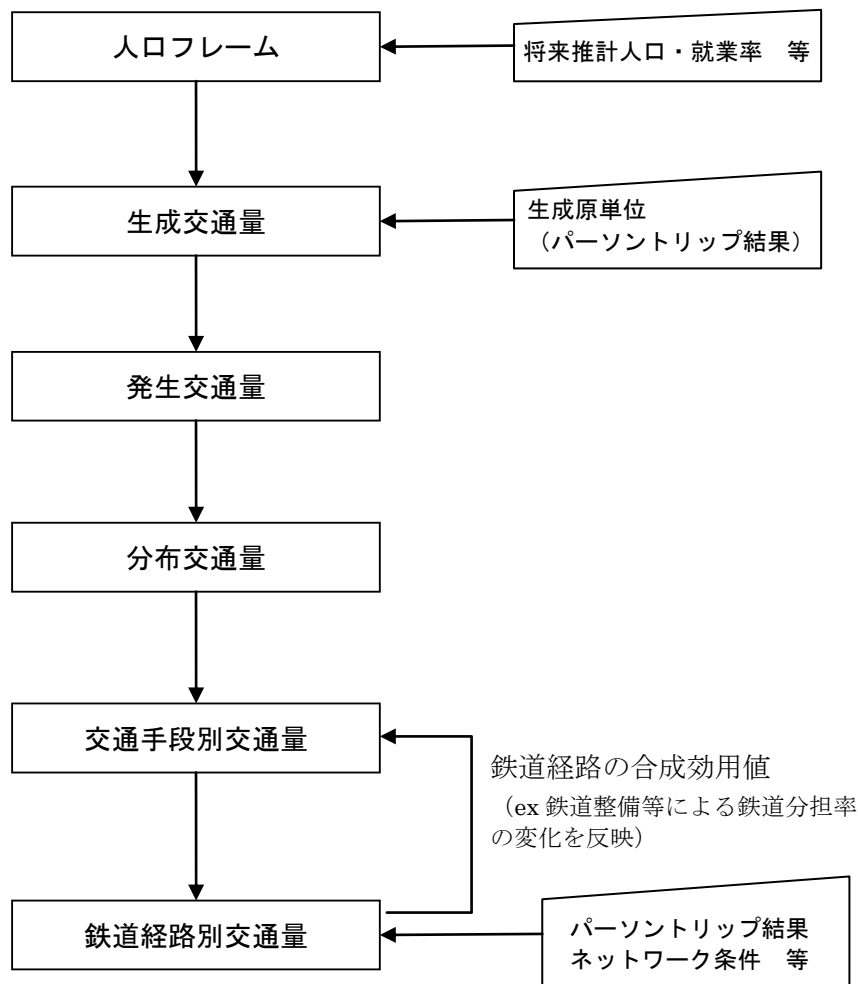 人口フレーム
将来推計人口・就業率　等
生成交通量
生成原単位
（パーソントリップ結果）
発生交通量
分布交通量
交通手段別交通量
鉄道経路の合成効用値
（ex 鉄道整備等による鉄道分担率
の変化を反映）
鉄道経路別交通量
パーソントリップ結果
ネットワーク条件　等